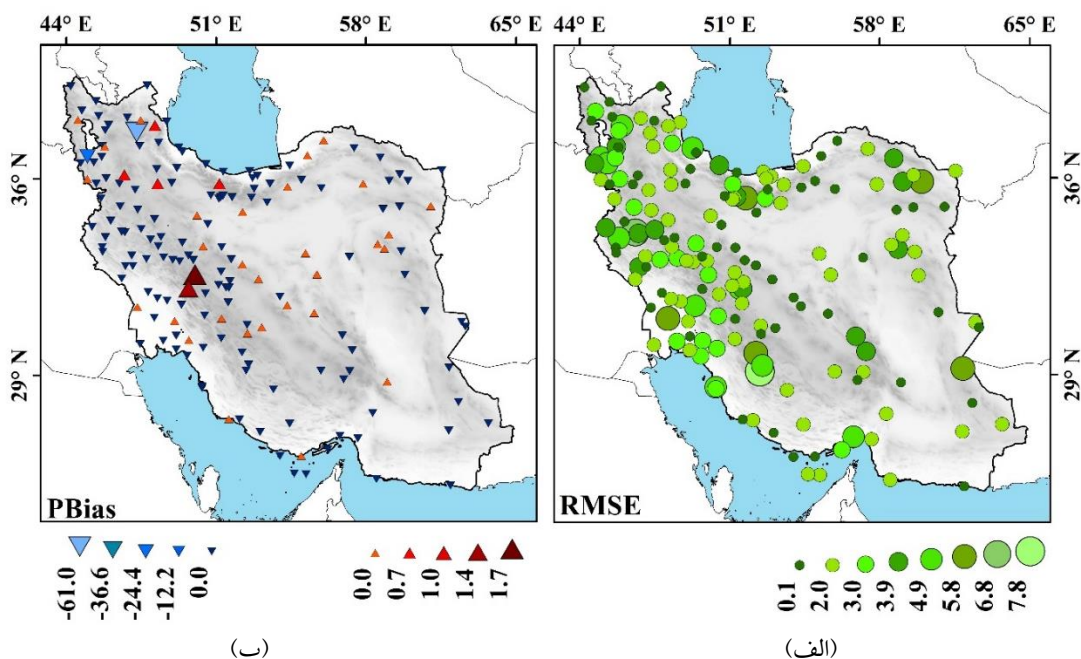 44° E 51° E 58° E 65° E
44° E 51° E 58° E 65° E
36° N
29° N
36° N
29° N
PBias
RMSE
-61.0 -36.6 -24.4 -12.2 0.0
0.0 0.7 1.0 1.4 1.7
0.1 2.0 3.0 3.9 4.9 5.8 6.8 7.8
(ب)
(الف)